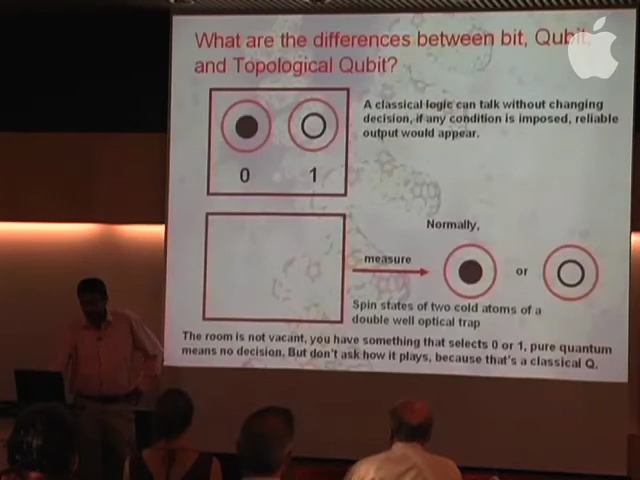 What are the differences between bit, Qubit,
and Topological Qubit?
A classical logic can talk without changing
decision, if any condition is imposed, reliable
output would appear.
0 1
Normally,
measure
or
Spin states of two cold atoms of a
double well optical trap
The room is not vacant, you have something that selects 0 or 1, pure quantum
means no decision. But don't ask how it plays, because that's a classical Q.